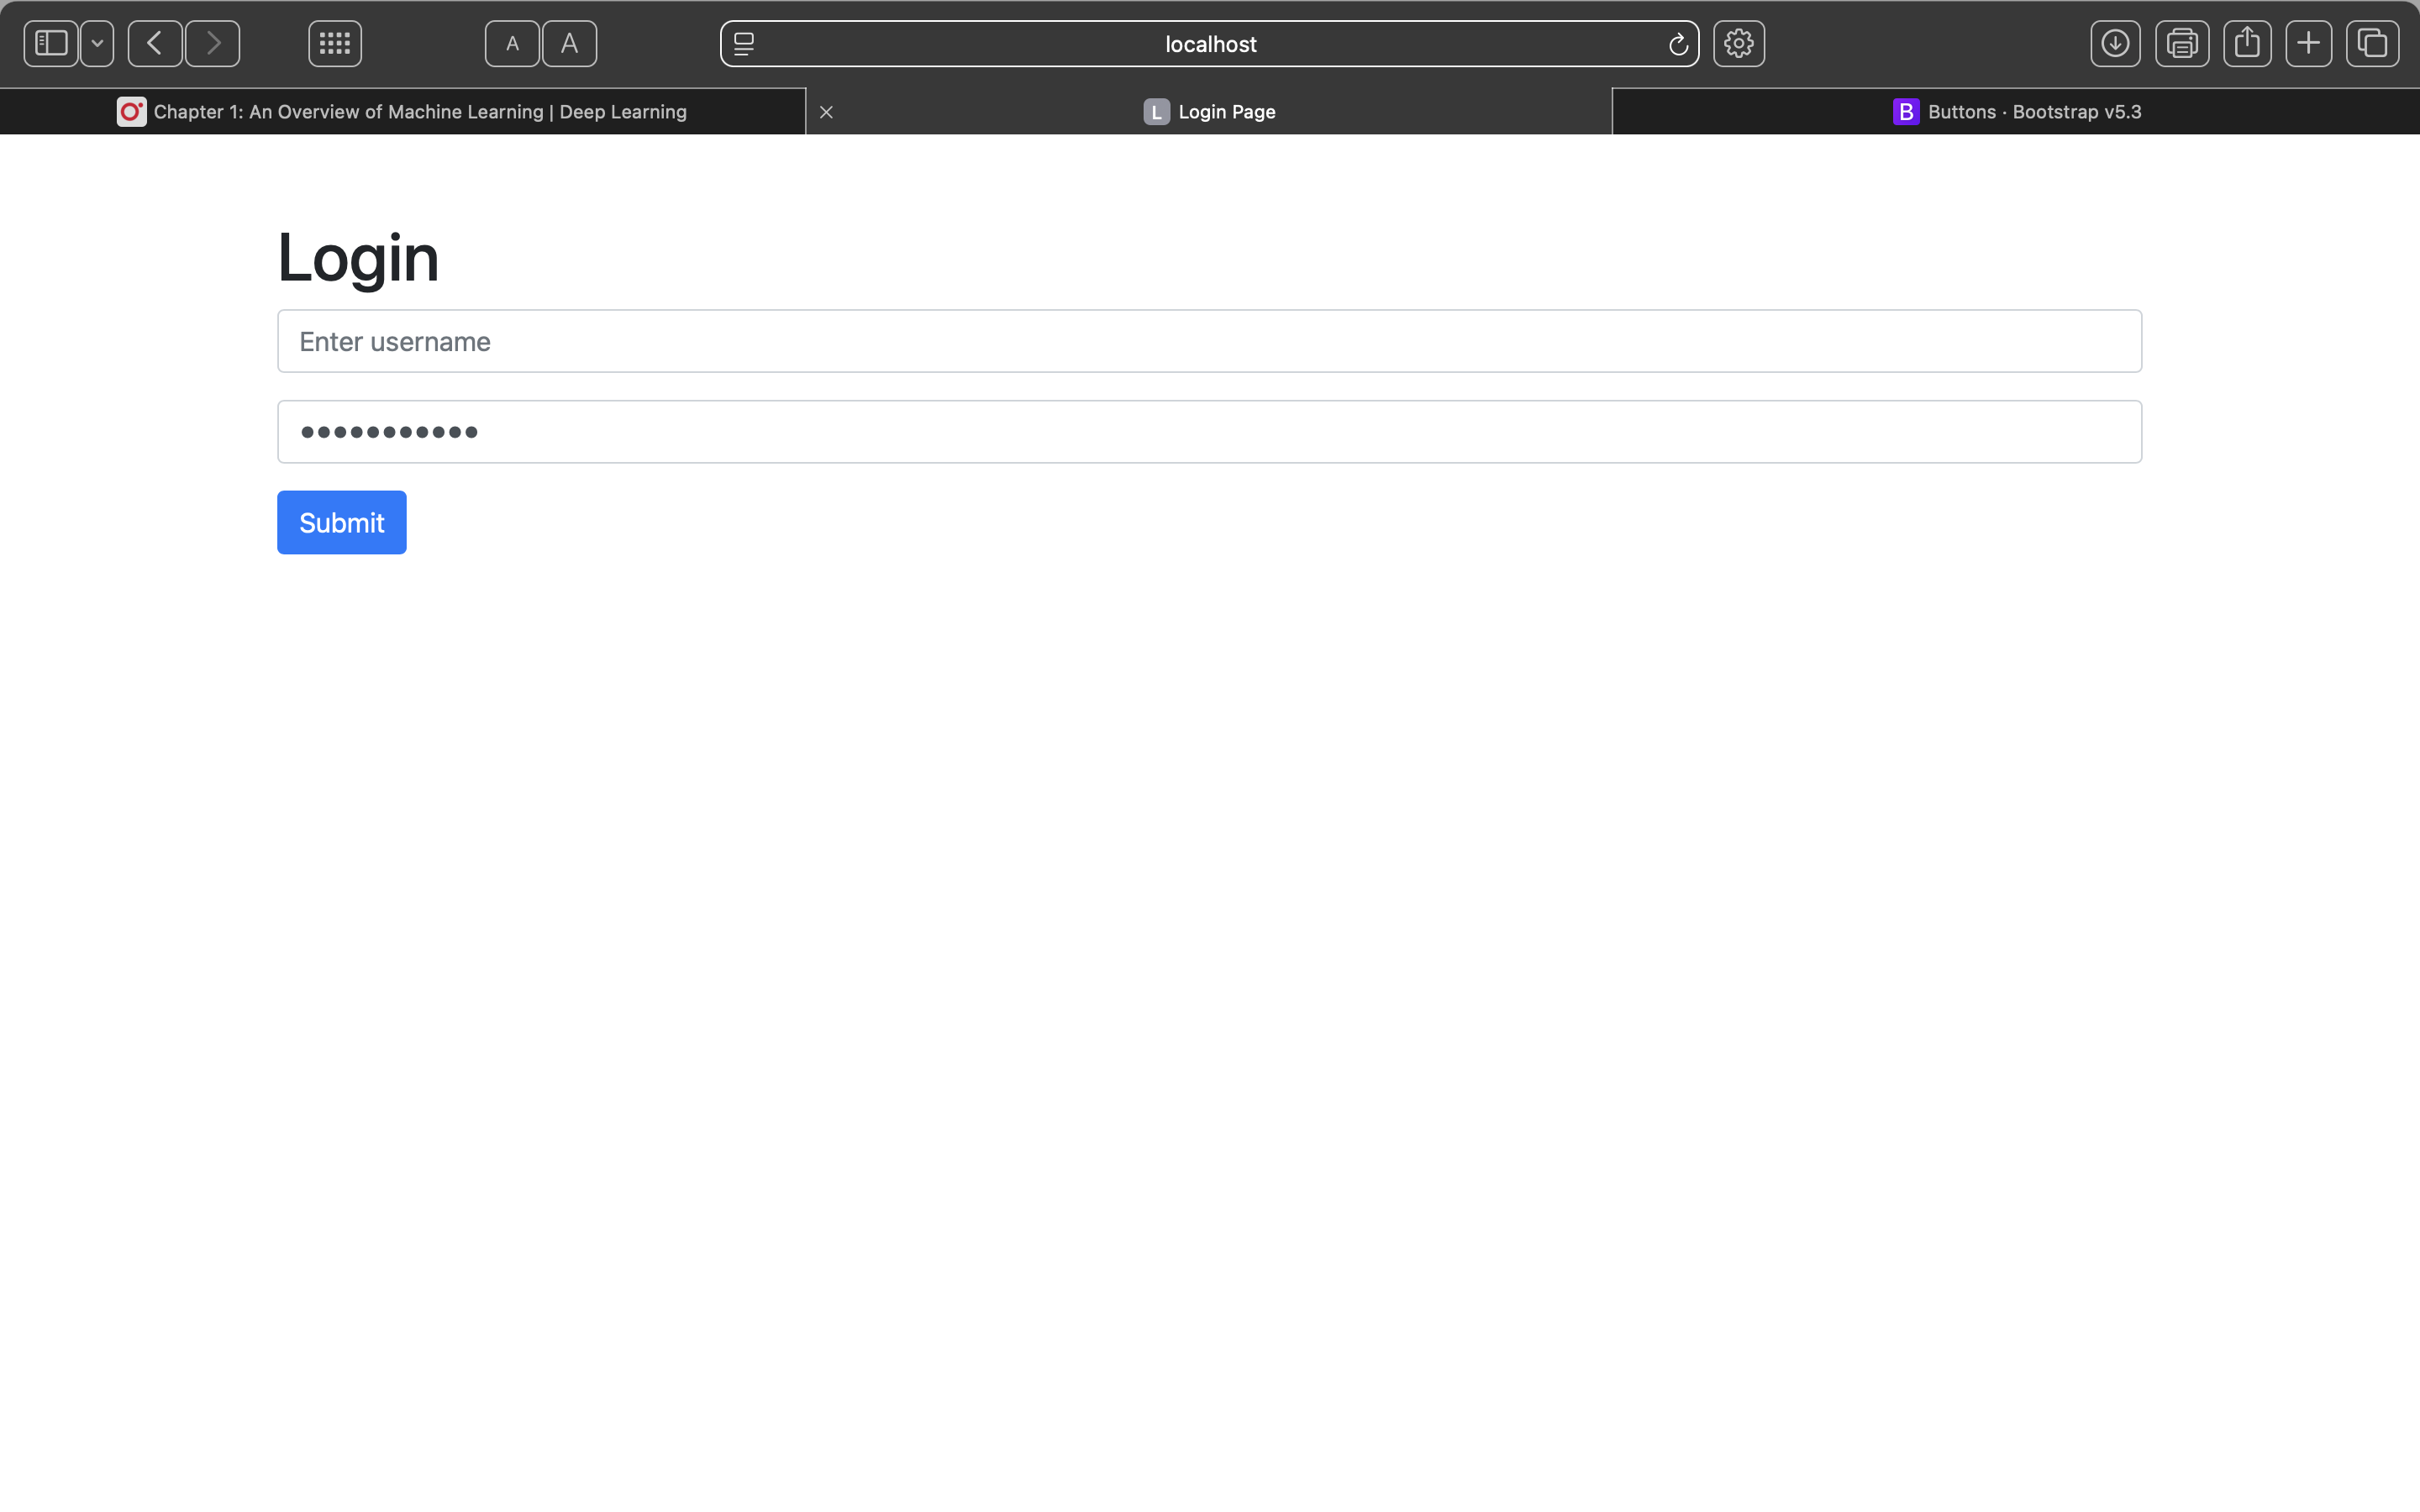 A A localhost
Chapter 1: An Overview of Machine Learning | Deep Learning
L Login Page
B Buttons · Bootstrap v5.3
Login
Enter username
•••••••••••
Submit